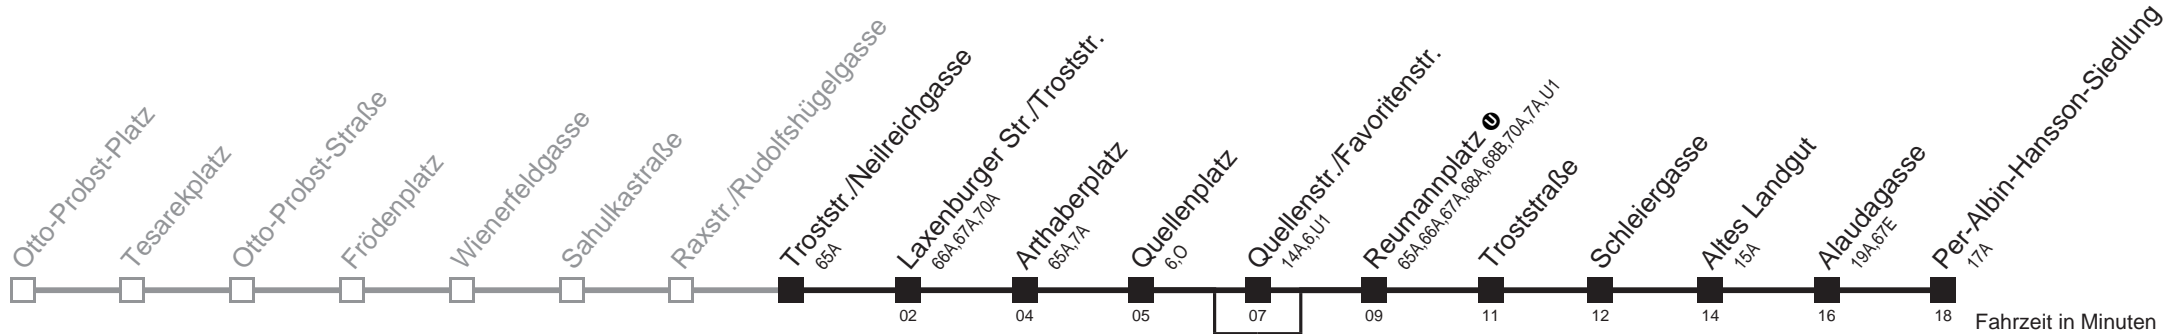 Otto-Probst-Platz
Tesarekplatz
Otto-Probst-Straße
Frödenplatz
Wienerfeldgasse
Sahulkastraße
Raxstr./Rudolfshügelgasse
Troststr./Neilreichgasse
65A
Laxenburger Str./Troststr.
66A,67A,70A
02
Arthaberplatz
65A,7A
04
Quellenplatz
6,O
05
Quellenstr./Favoritenstr.
14A,6,U1
07
Reumannplatz U
65A,66A,67A,68A,68B,70A,7A,U1
09
Troststraße
11
Schleiergasse
12
Altes Landgut
15A
14
Alaudagasse
19A,67E
16
Per-Albin-Hansson-Siedlung
17A
18
Fahrzeit in Minuten